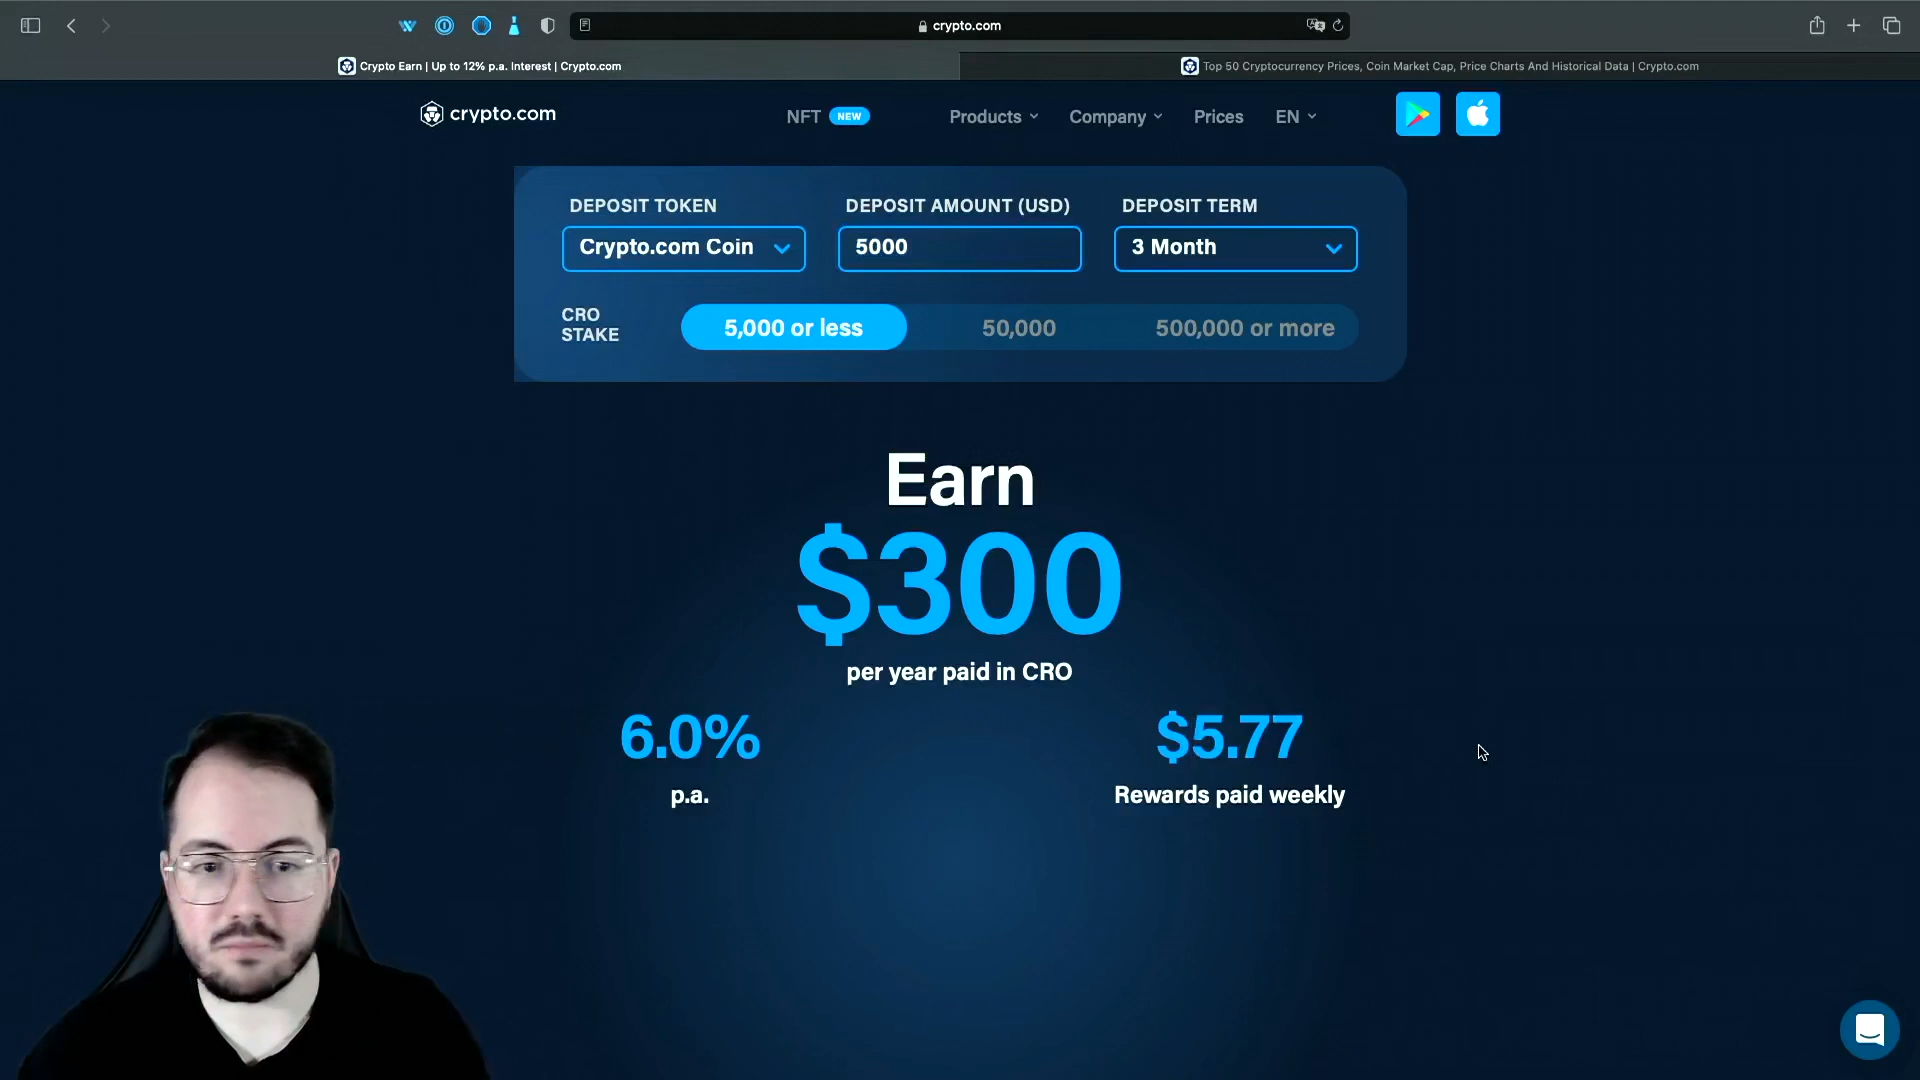 crypto.com
Crypto Earn | Up to 12% p.a. Interest | Crypto.com
Top 50 Cryptocurrency Prices, Coin Market Cap, Price Charts And Historical Data | Crypto.com
crypto.com
NFT NEW Products Company Prices EN
DEPOSIT TOKEN DEPOSIT AMOUNT (USD) DEPOSIT TERM
Crypto.com Coin 5000 3 Month
CRO STAKE
5,000 or less 50,000 500,000 or more
Earn
$300
per year paid in CRO
6.0% $5.77
p.a. Rewards paid weekly